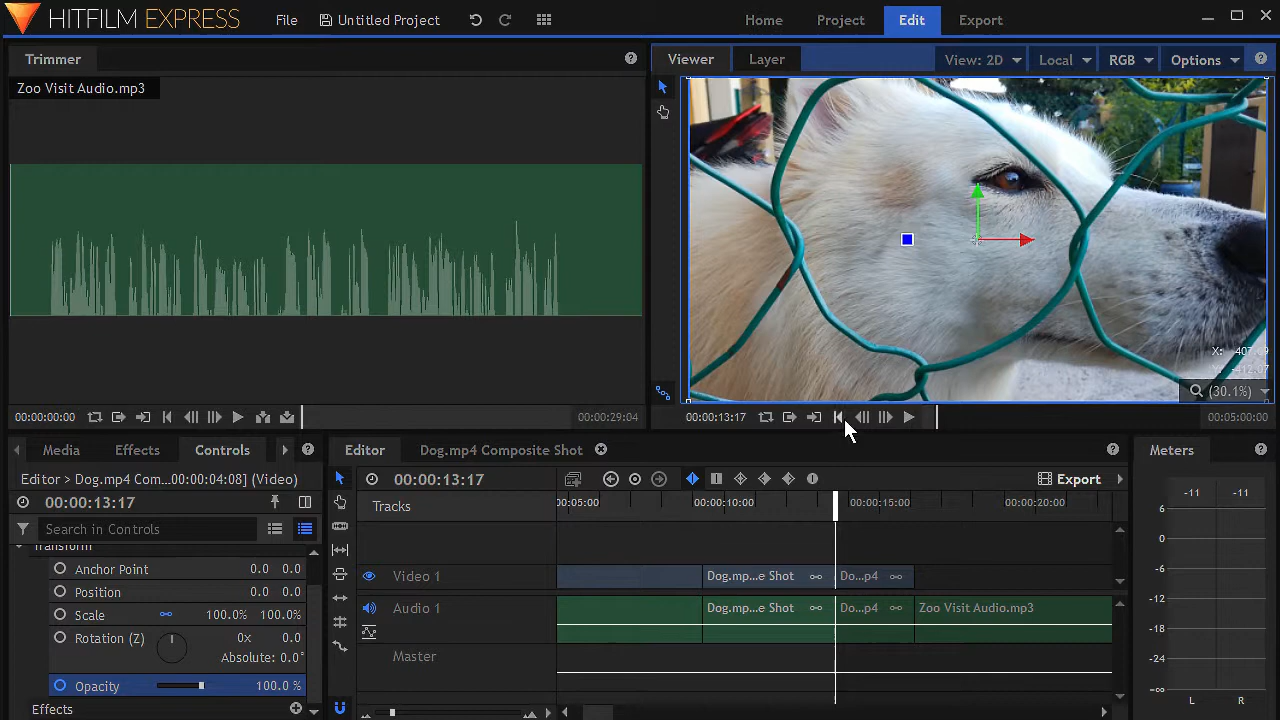 HITFILM EXPRESS File Untitled Project Home Project Edit Export
Trimmer Viewer Layer View: 2D Local RGB Options
Zoo Visit Audio.mp3
X: -407.09
(30.1%)
00:00:00:00 00:00:29:04 00:00:13:17 00:05:00:00
Media Effects Controls Editor Dog.mp4 Composite Shot Meters
Editor > Dog.mp4 Com... 00:00:04:08] (Video) 00:00:13:17 Export -11 -11
00:00:13:17 Tracks 00:05:00 00:00:10:00 00:00:15:00 00:00:20:00 6
Search in Controls 0
Transform
Anchor Point 0.0 0.0 Video 1 Dog.mp...e Shot Do...p4 -6
Position 0.0 0.0
Scale 100.0% 100.0% Audio 1 Dog.mp...e Shot Do...p4 Zoo Visit Audio.mp3 -12
Rotation (Z) 0x 0.0 -18
Absolute: 0.0° Master -24
Opacity 100.0 % -∞
Effects L R